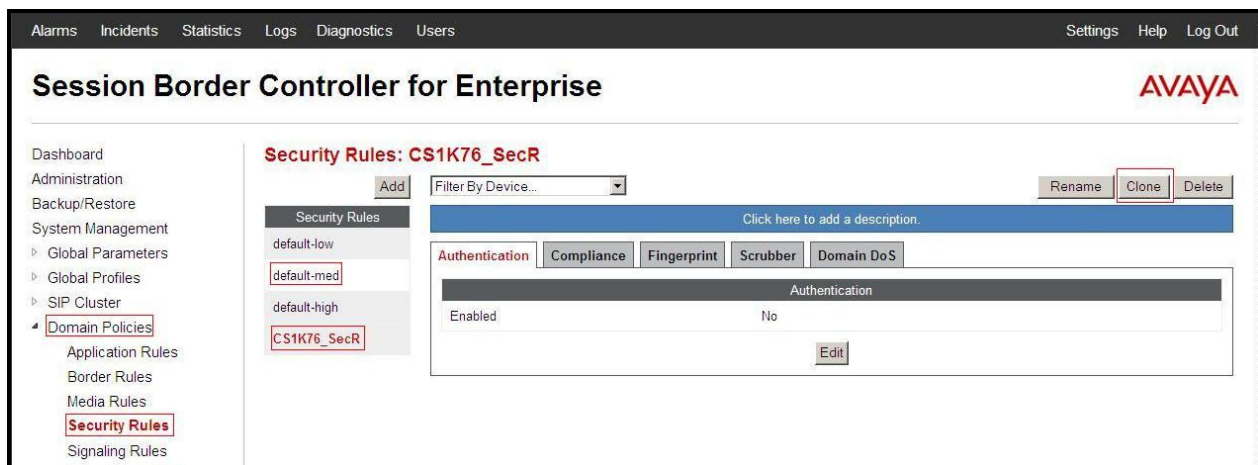 Alarms Incidents Statistics Logs Diagnostics Users Settings Help Log Out
Session Border Controller for Enterprise
AVAYA
Dashboard
Administration
Backup/Restore
System Management
Global Parameters
Global Profiles
SIP Cluster
Domain Policies
Application Rules
Border Rules
Media Rules
Security Rules
Signaling Rules
Security Rules: CS1K76_SecR
Add
Filter By Device...
Rename Clone Delete
Security Rules
default-low
default-med
default-high
CS1K76_SecR
Click here to add a description.
Authentication Compliance Fingerprint Scrubber Domain DoS
Authentication
Enabled No
Edit